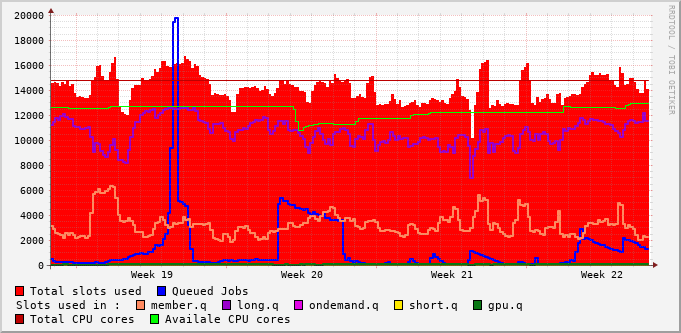 RRDTOOL / TOBI OETIKER
20000
18000
16000
14000
12000
10000
8000
6000
4000
2000
0
Week 19 Week 20 Week 21 Week 22
Total slots used Queued Jobs
Slots used in : member.q long.q ondemand.q short.q gpu.q
Total CPU cores Availale CPU cores